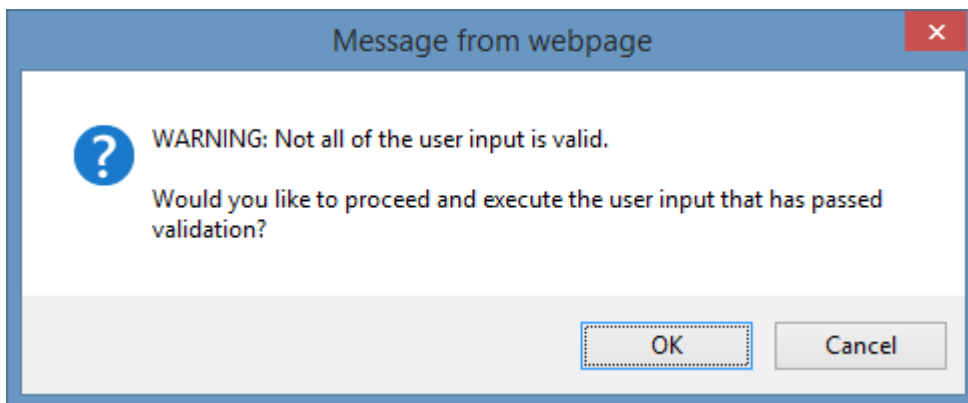 Message from webpage
WARNING: Not all of the user input is valid.
Would you like to proceed and execute the user input that has passed
validation?
OK
Cancel